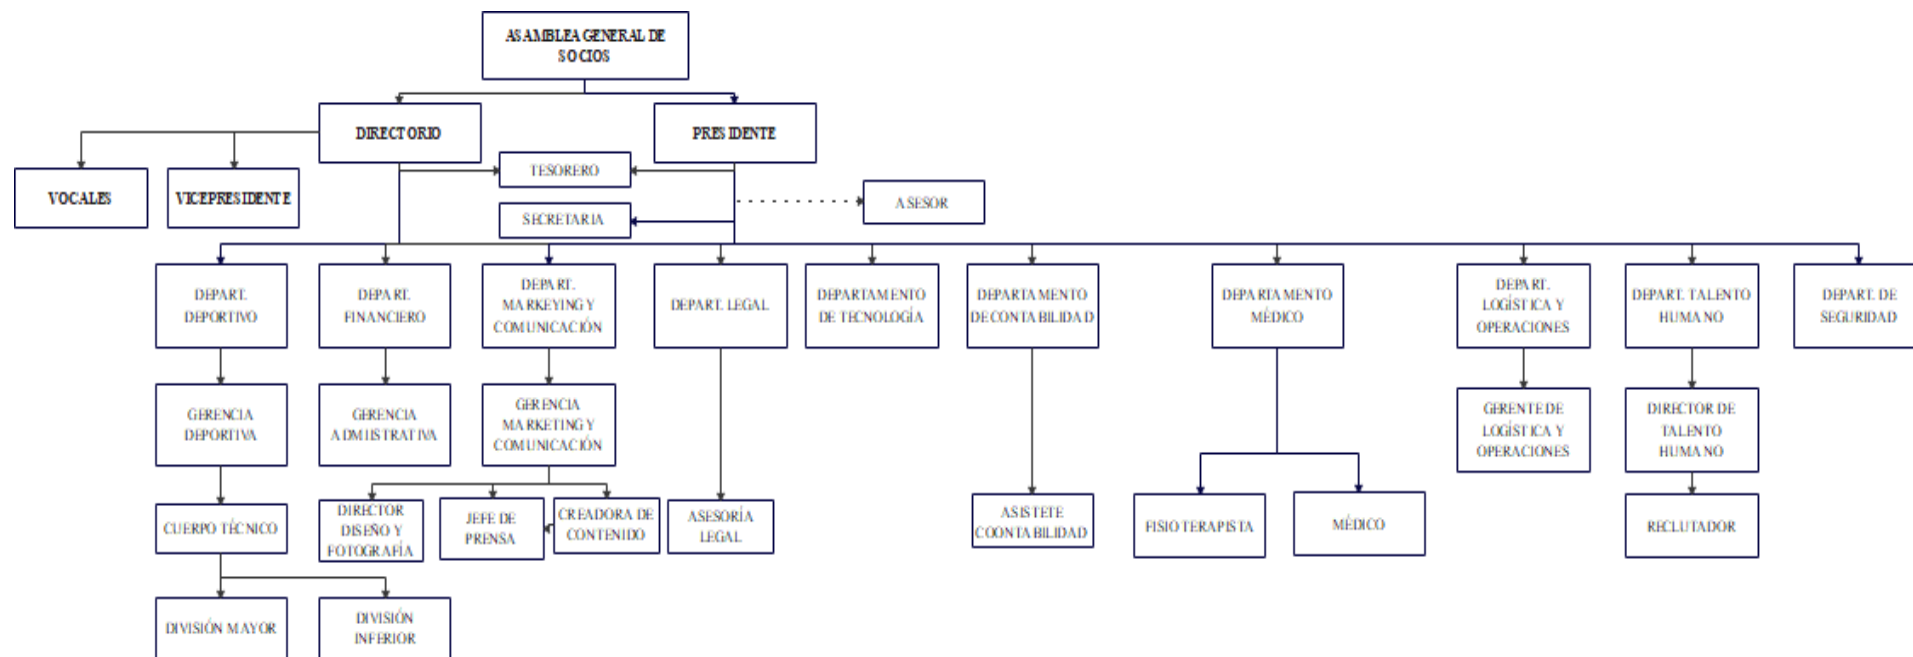 ASAMBLEA GENERAL DE
SOCIOS
DIRECTORIO
PRESIDENTE
TESORERO
VOCALES
VICEPRESIDENTE
ASESOR
SECRETARIA
DEPART.
DEPORTIVO
DEPART.
FINANCIERO
DEPART.
MARKEYING Y
COMUNICACIÓN
DEPART. LEGAL
DEPARTAMENTO
DE TECNOLOGÍA
DEPARTAMENTO
DE CONTABILIDAD
DEPARTAMENTO
MÉDICO
DEPART.
LOGÍSTICA Y
OPERACIONES
DEPART. TALENTO
HUMANO
DEPART. DE
SEGURIDAD
GERENCIA
DEPORTIVA
GERENCIA
ADMIISTRATIVA
GERENCIA
MARKETING Y
COMUNICACIÓN
GERENTE DE
LOGÍSTICA Y
OPERACIONES
DIRECTOR DE
TALENTO
HUMANO
CUERPO TÉCNICO
DIRECTOR
DISEÑO Y
FOTOGRAFÍA
JEFE DE
PRENSA
CREADORA DE
CONTENIDO
ASESORÍA
LEGAL
ASISTETE
COONTABILIDAD
FISIOTERAPISTA
MÉDICO
RECLUTADOR
DIVISIÓN MAYOR
DIVISIÓN
INFERIOR